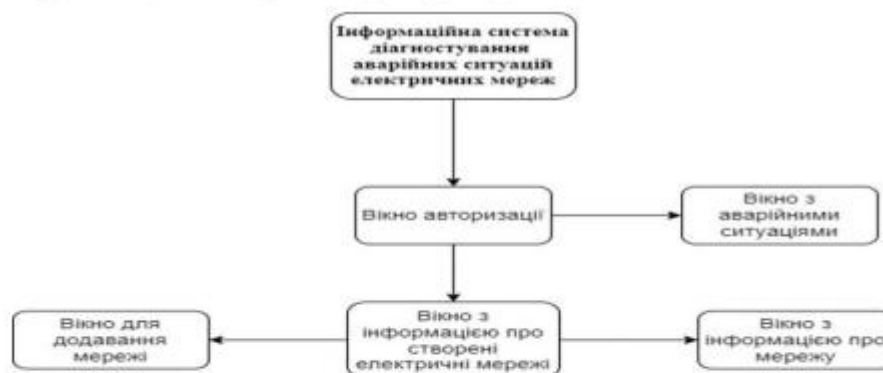 Інформаційна система
діагностування
аварійних ситуацій
електричних мереж
Вікно авторизації
Вікно з
аварійними
ситуаціями
Вікно для
додавання
мережі
Вікно з
інформацією про
створені
електричні мережі
Вікно з
інформацією про
мережу